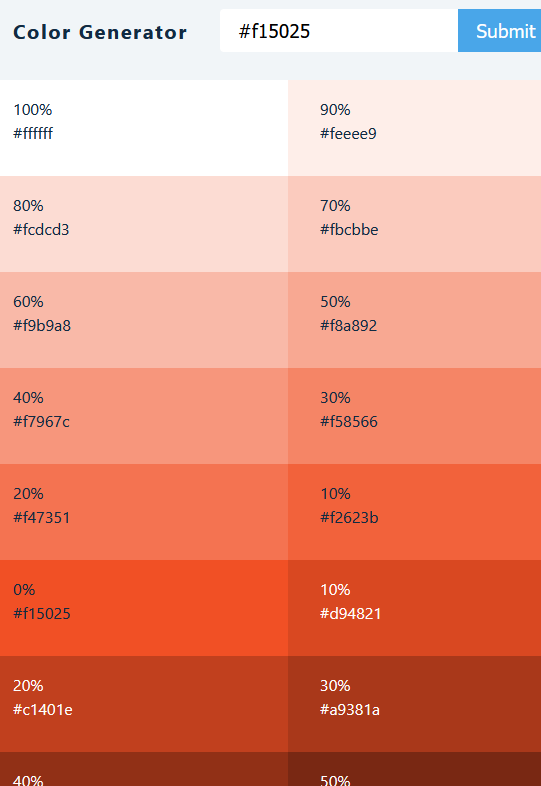 Color Generator
#f15025
Submit
100%
#ffffff
90%
#feeee9
80%
#fcdcd3
70%
#fbcbbe
60%
#f9b9a8
50%
#f8a892
40%
#f7967c
30%
#f58566
20%
#f47351
10%
#f2623b
0%
#f15025
10%
#d94821
20%
#c1401e
30%
#a9381a
40%
50%